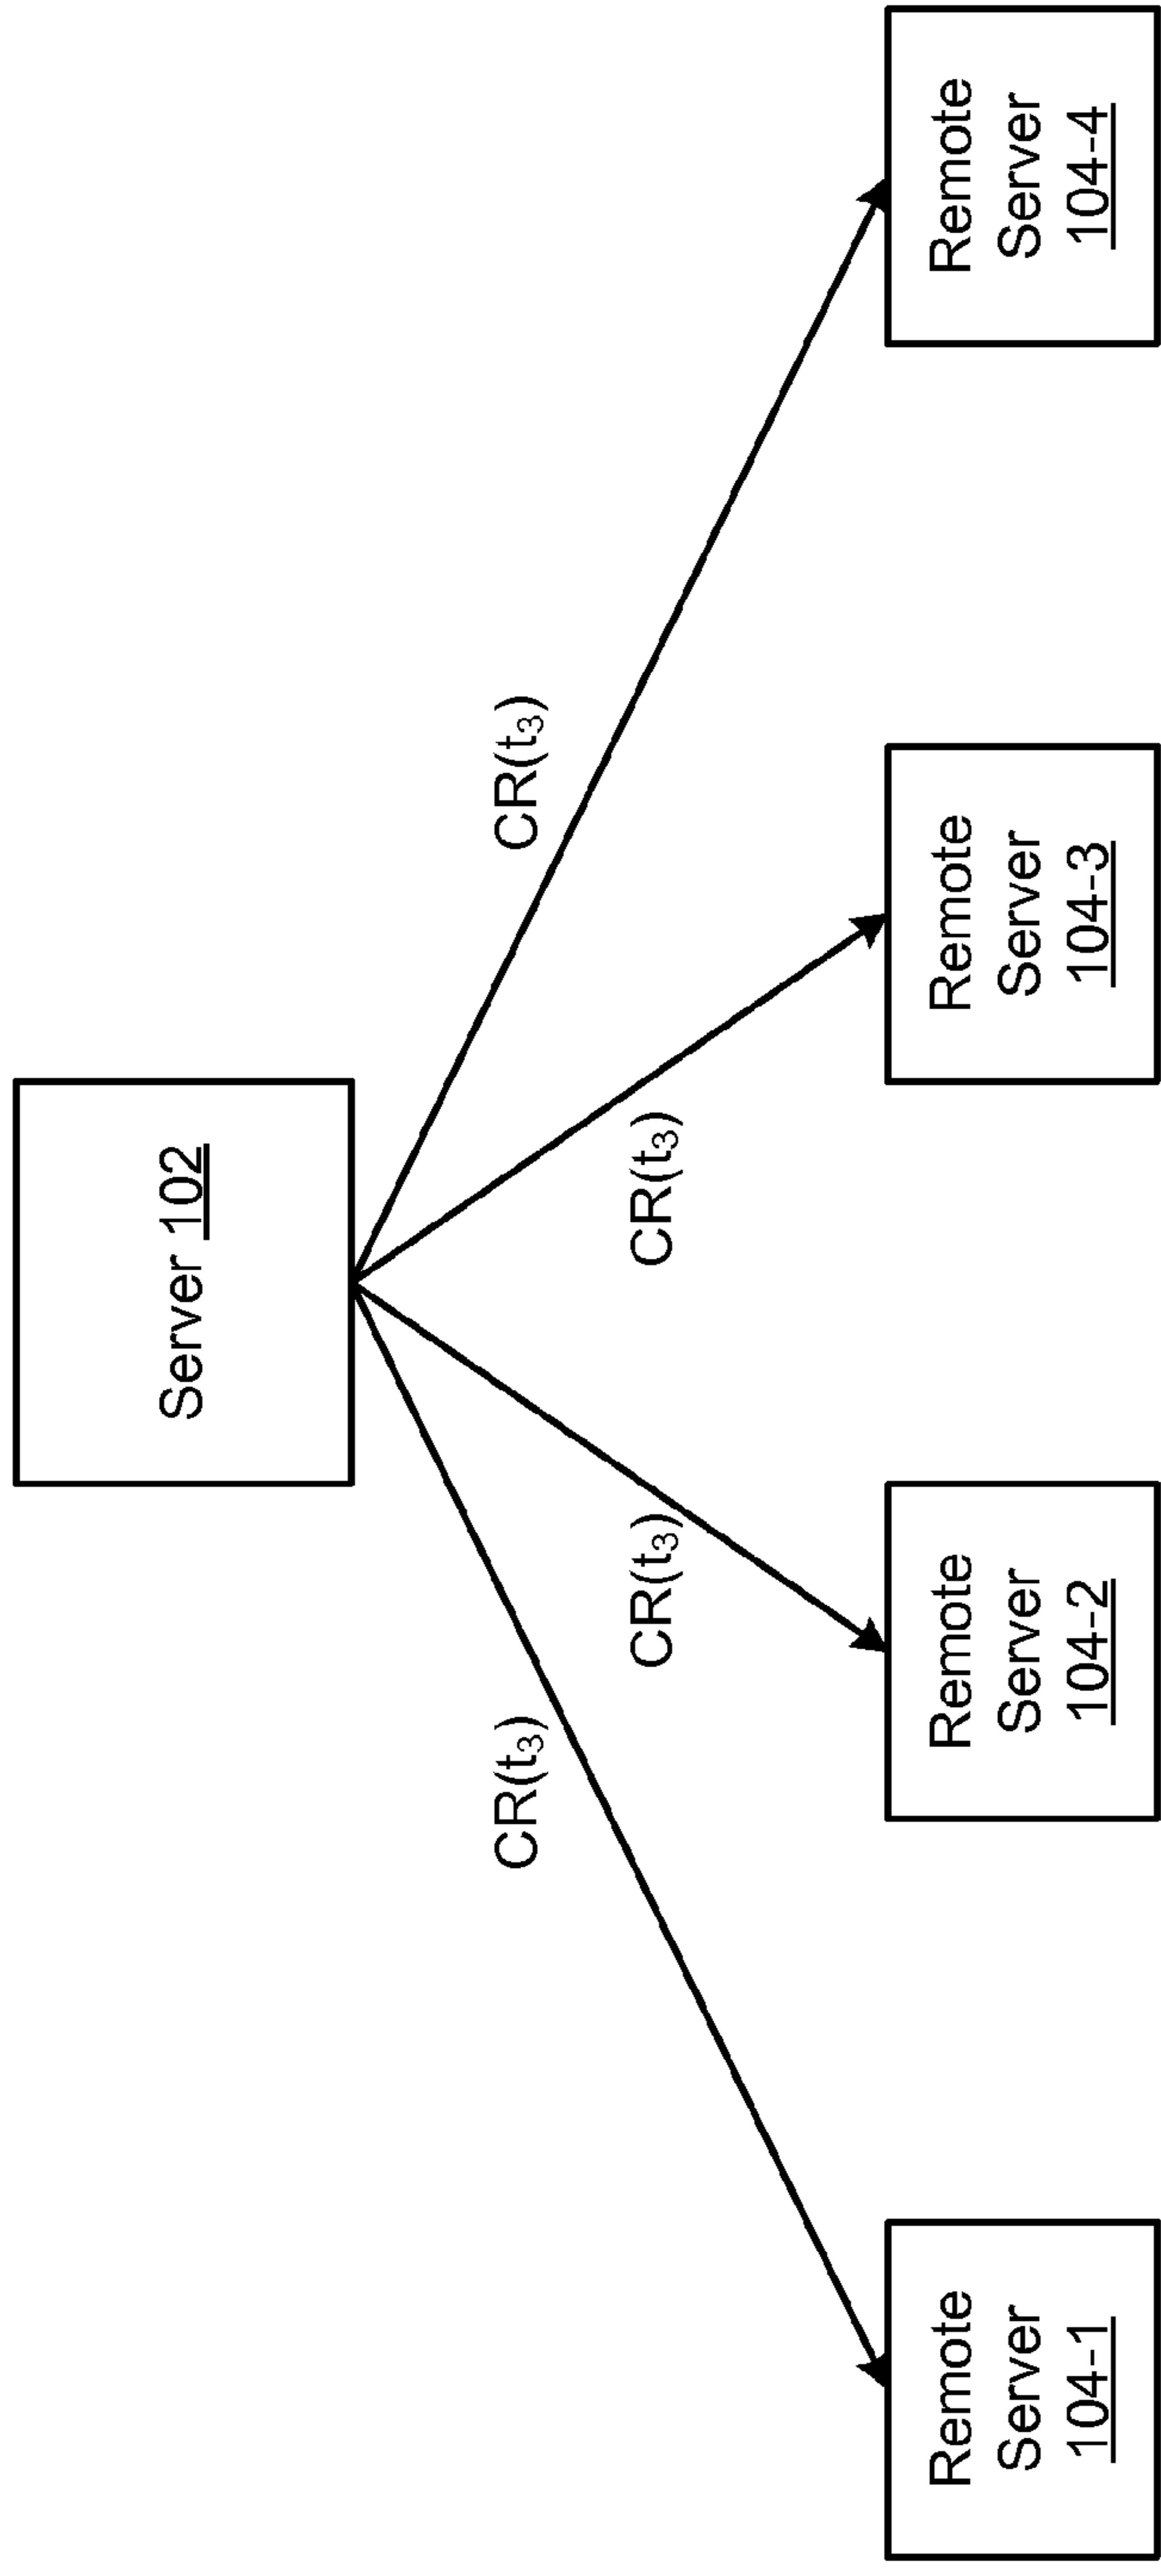 Server 102
CR(t₃)
CR(t₃)
CR(t₃)
CR(t₃)
Remote
Server
104-1
Remote
Server
104-2
Remote
Server
104-3
Remote
Server
104-4